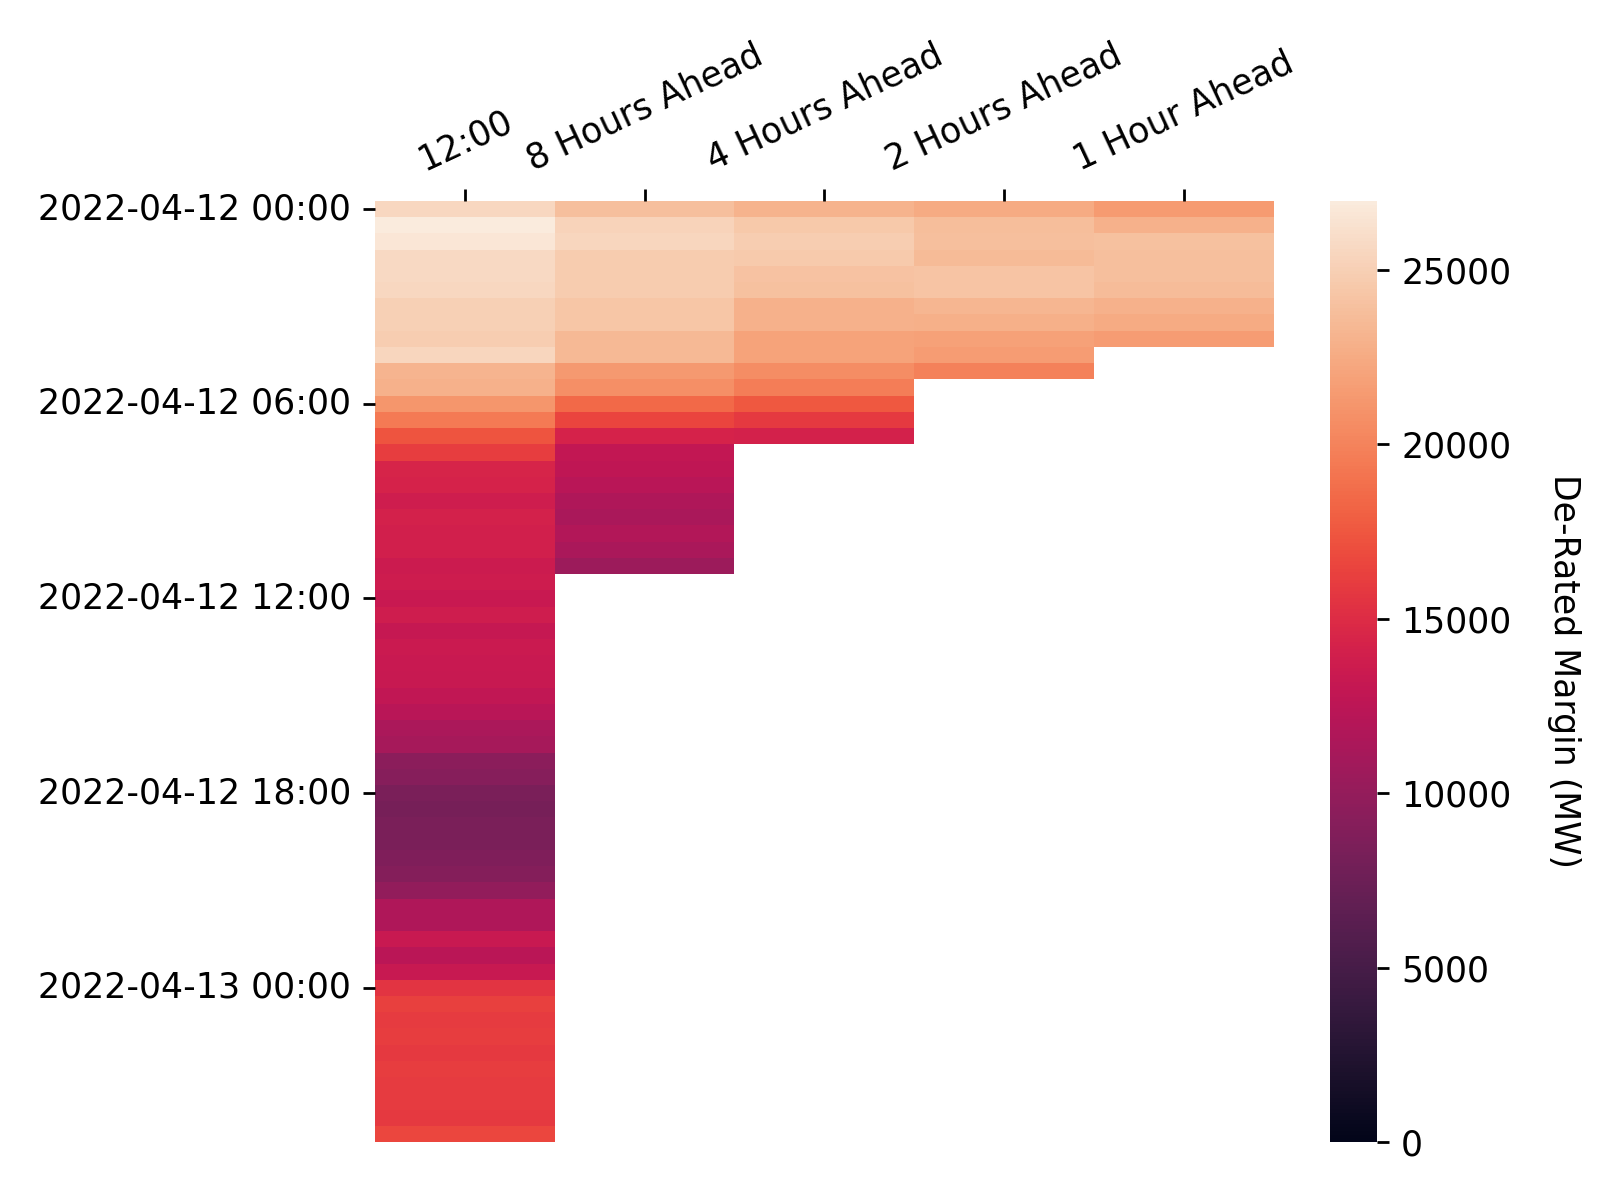 12:00
8 Hours Ahead
4 Hours Ahead
2 Hours Ahead
1 Hour Ahead
2022-04-12 00:00
2022-04-12 06:00
2022-04-12 12:00
2022-04-12 18:00
2022-04-13 00:00
25000
20000
15000
10000
5000
0
De-Rated Margin (MW)